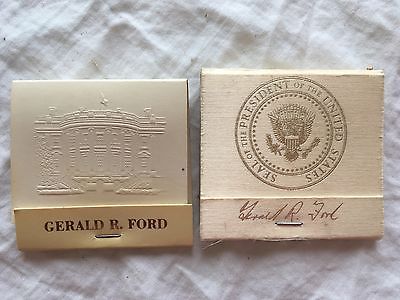 GERALD R. FORD
SEAL OF THE PRESIDENT OF THE UNITED STATES
Gerald R. Ford